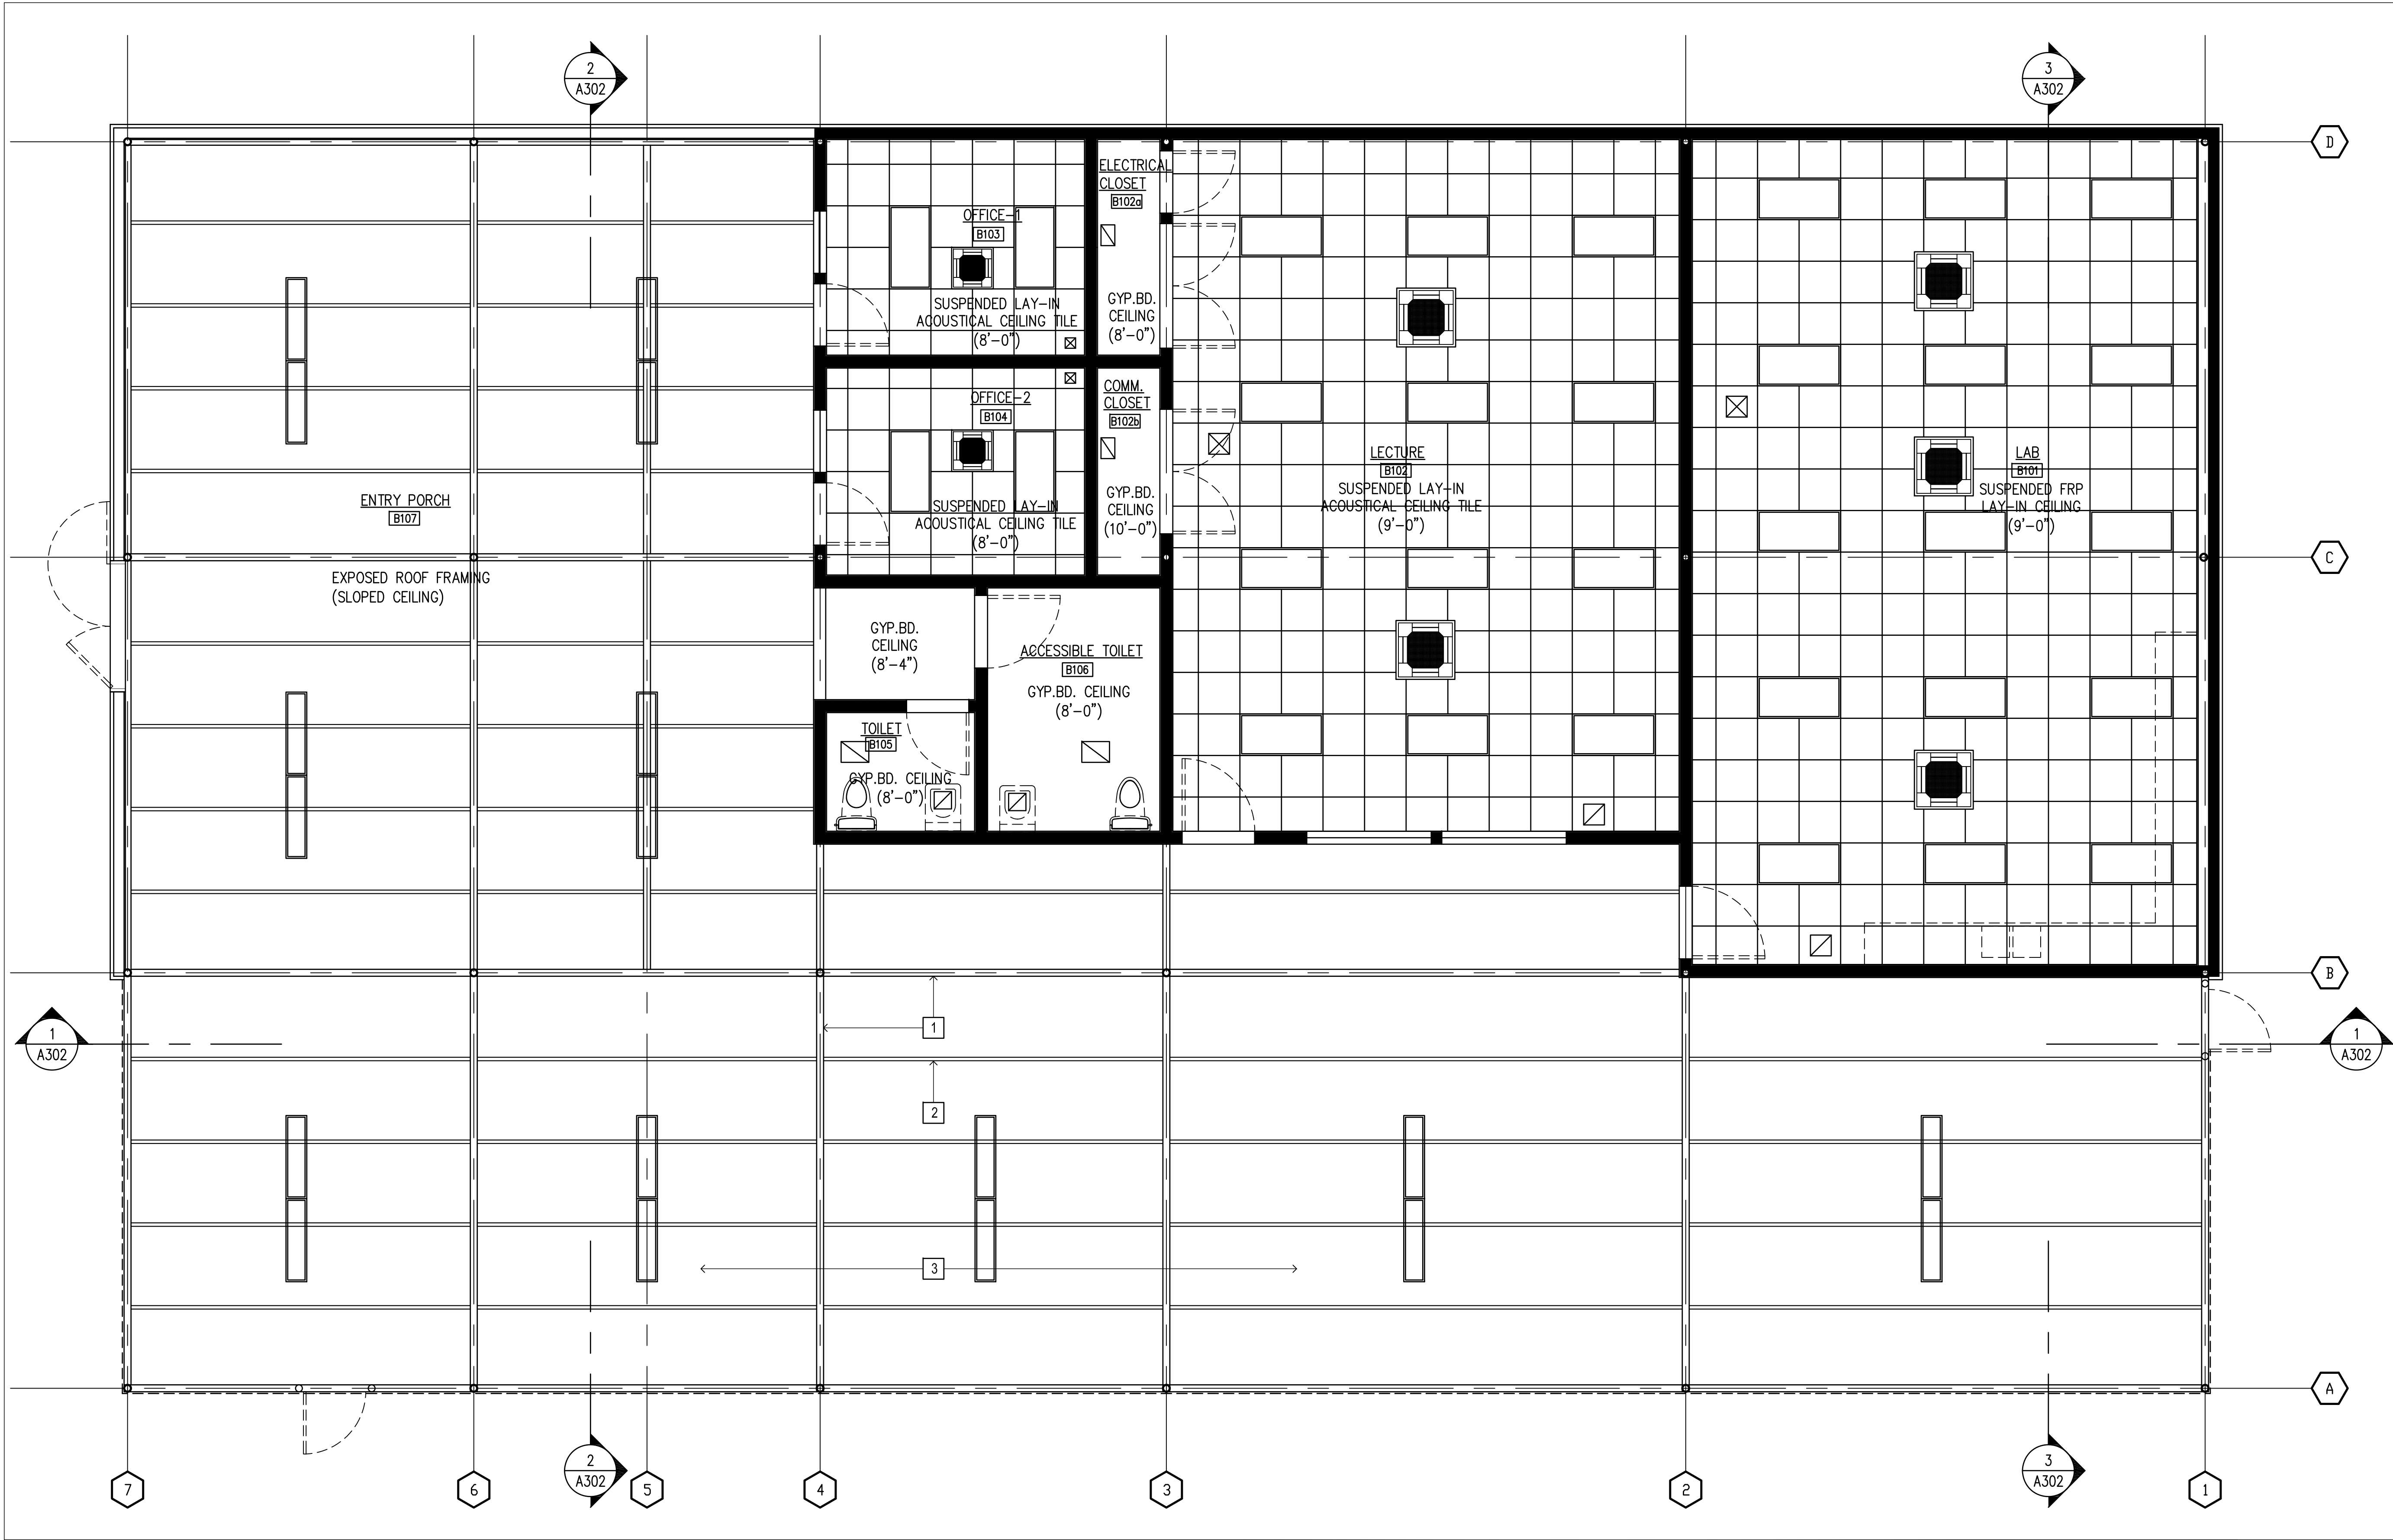 2
A302
3
A302
D
ELECTRICAL
CLOSET
B102a
OFFICE-1
B103
SUSPENDED LAY-IN
ACOUSTICAL CEILING TILE
(8'-0")
GYP.BD.
CEILING
(8'-0")
OFFICE-2
B104
SUSPENDED LAY-IN
ACOUSTICAL CEILING TILE
(8'-0")
COMM.
CLOSET
B102b
GYP.BD.
CEILING
(10'-0")
LECTURE
B102
SUSPENDED LAY-IN
ACOUSTICAL CEILING TILE
(9'-0")
LAB
B101
SUSPENDED FRP
LAY-IN CEILING
(9'-0")
ENTRY PORCH
B107
EXPOSED ROOF FRAMING
(SLOPED CEILING)
C
GYP.BD.
CEILING
(8'-4")
ACCESSIBLE TOILET
B106
GYP.BD. CEILING
(8'-0")
TOILET
B105
GYP.BD. CEILING
(8'-0")
B
1
A302
1
1
A302
2
3
A
2
A302
3
A302
7
6
5
4
3
2
1